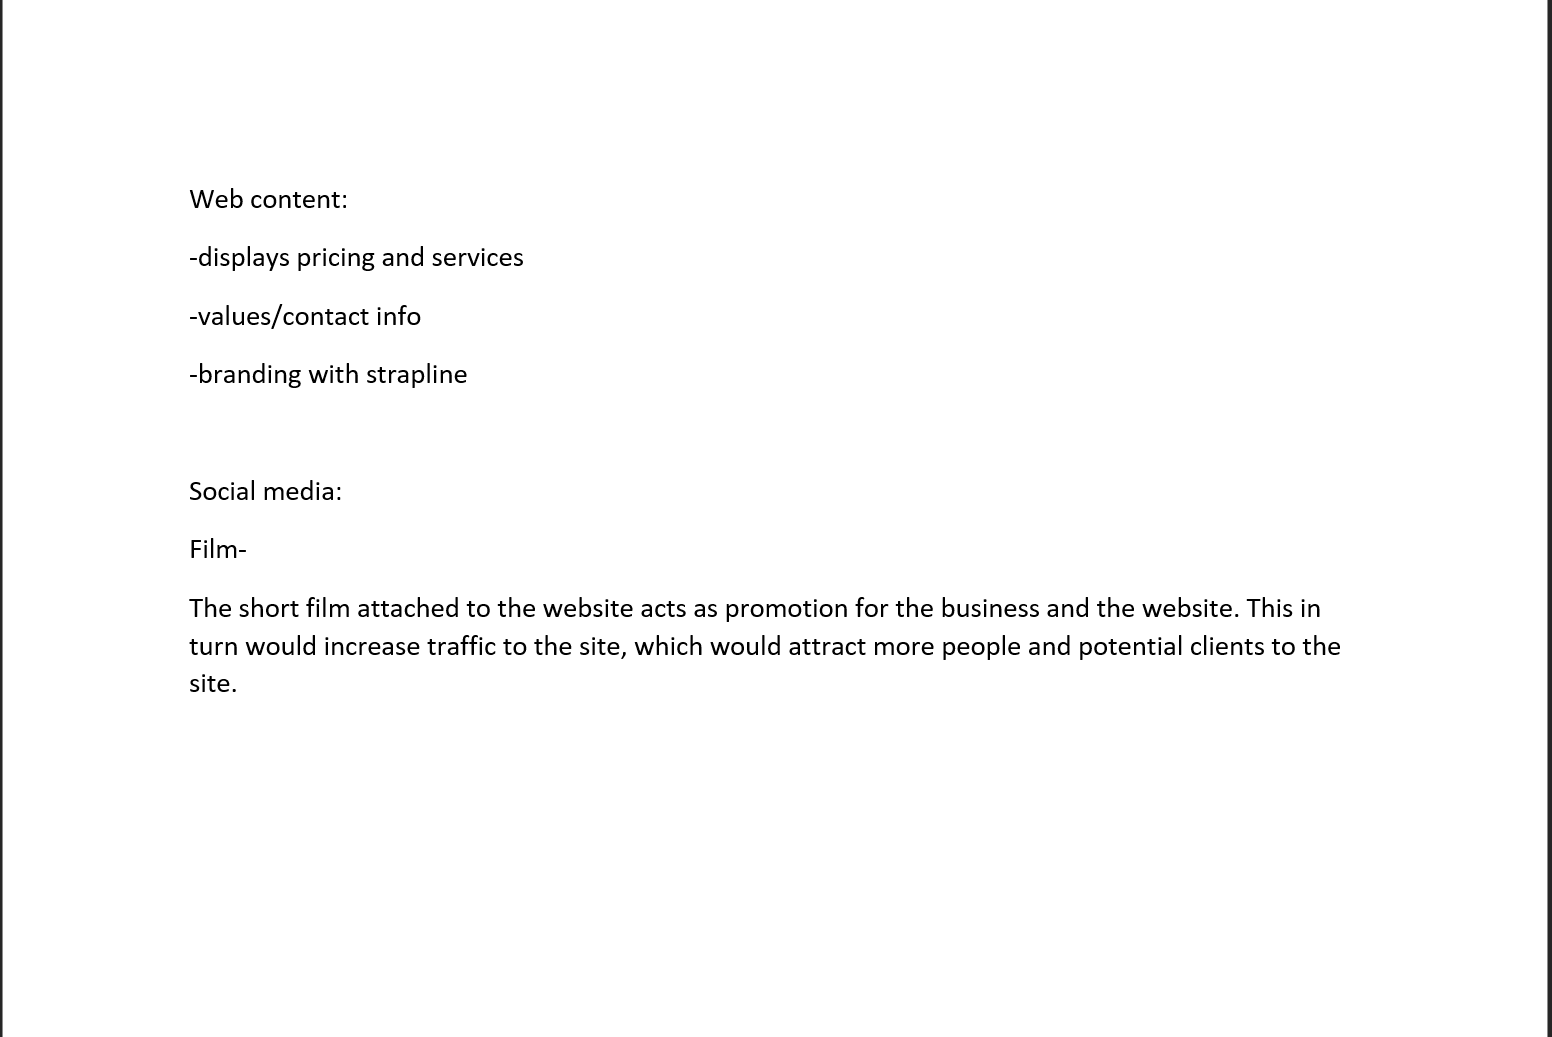 Web content:
-displays pricing and services
-values/contact info
-branding with strapline
Social media:
Film-
The short film attached to the website acts as promotion for the business and the website. This in
turn would increase traffic to the site, which would attract more people and potential clients to the
site.